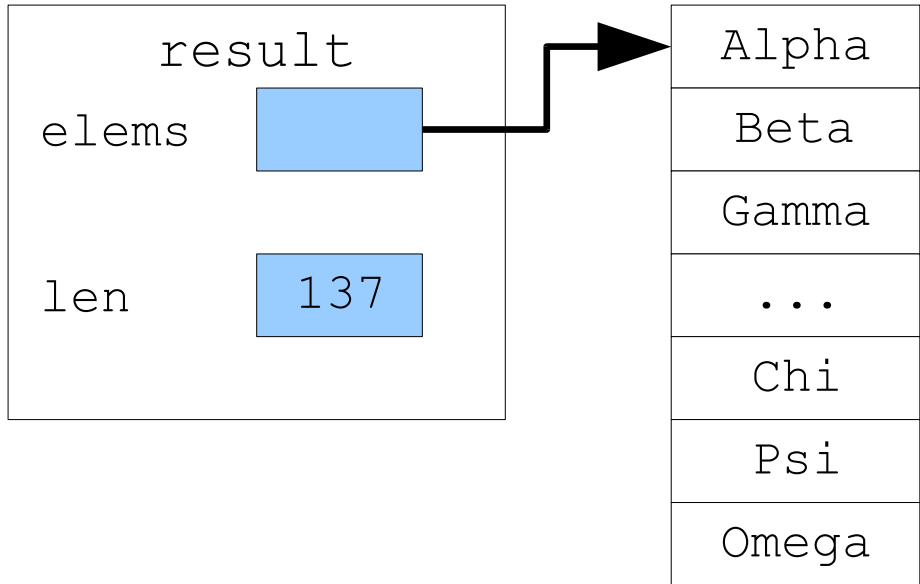 result
elems
len 137
Alpha
Beta
Gamma
...
Chi
Psi
Omega